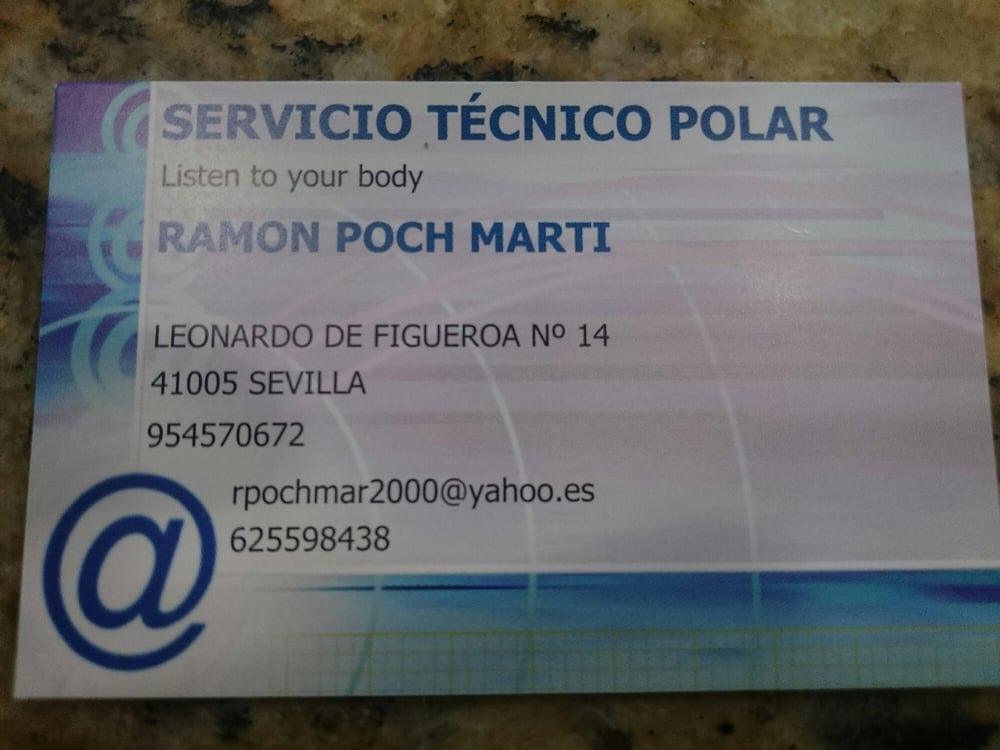 SERVICIO TÉCNICO POLAR
Listen to your body
RAMON POCH MARTI
LEONARDO DE FIGUEROA Nº 14
41005 SEVILLA
954570672
rpochmar2000@yahoo.es
625598438
@